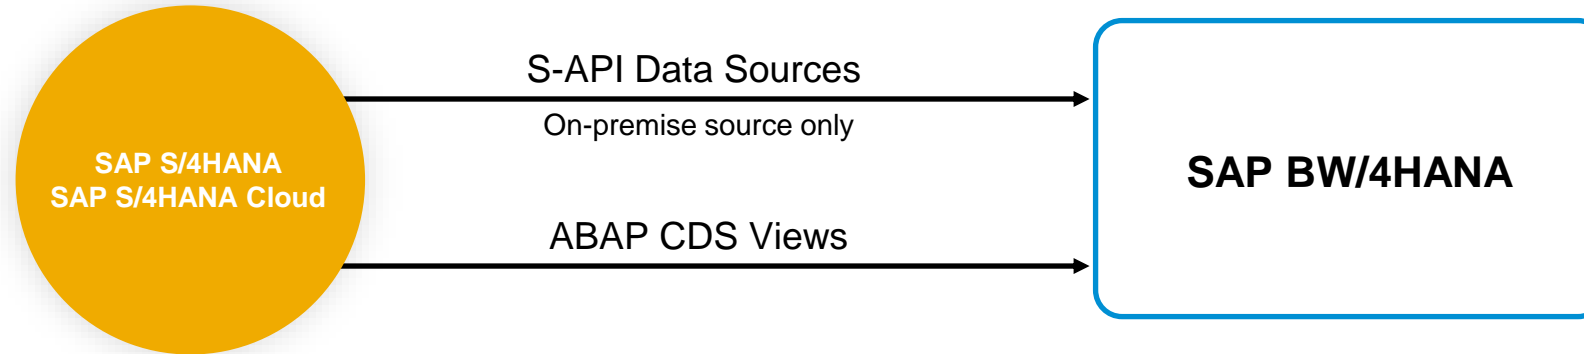 SAP S/4HANA
SAP S/4HANA Cloud
S-API Data Sources
On-premise source only
ABAP CDS Views
SAP BW/4HANA